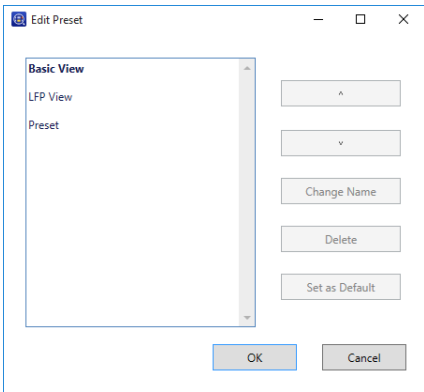 Edit Preset
Basic View
LFP View
Preset
^
v
Change Name
Delete
Set as Default
OK
Cancel